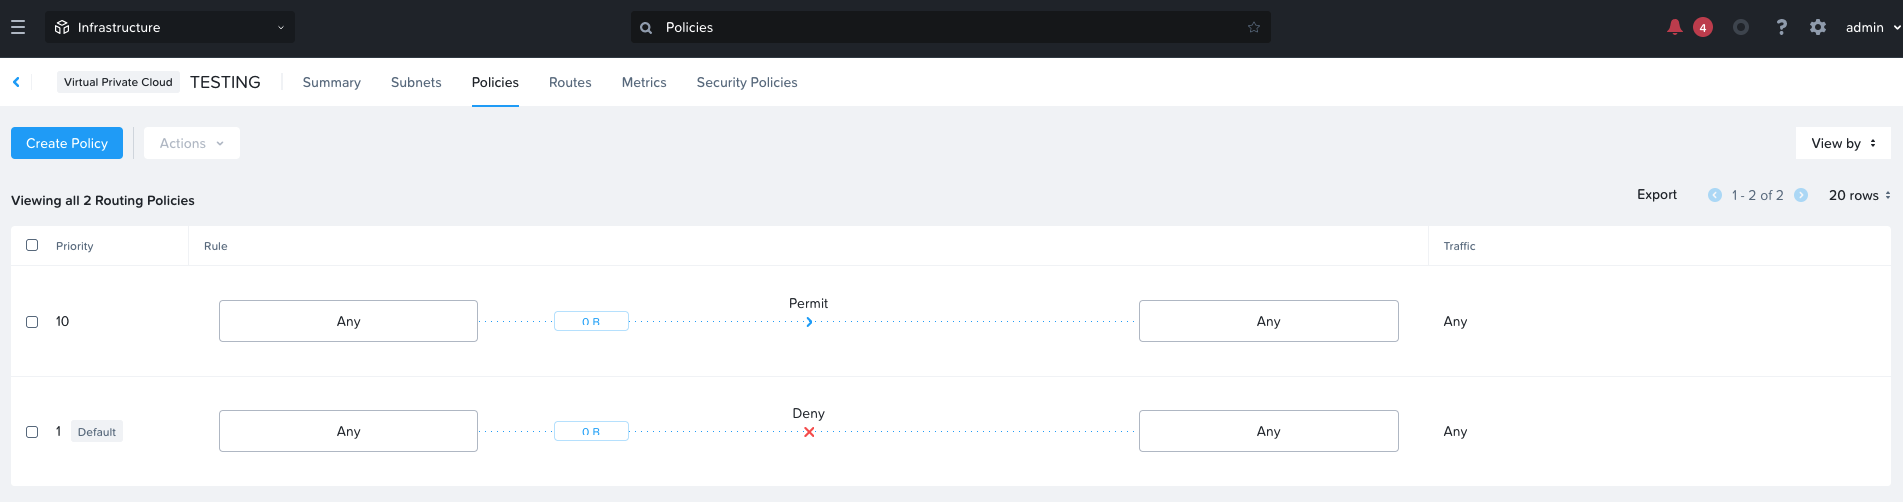 Infrastructure
Policies
4
?
admin
Virtual Private Cloud TESTING Summary Subnets Policies Routes Metrics Security Policies
Create Policy Actions View by
Viewing all 2 Routing Policies Export 1 - 2 of 2 20 rows
Priority Rule Traffic
Permit
10 Any 0 B Any Any
Deny
1 Default Any 0 B Any Any